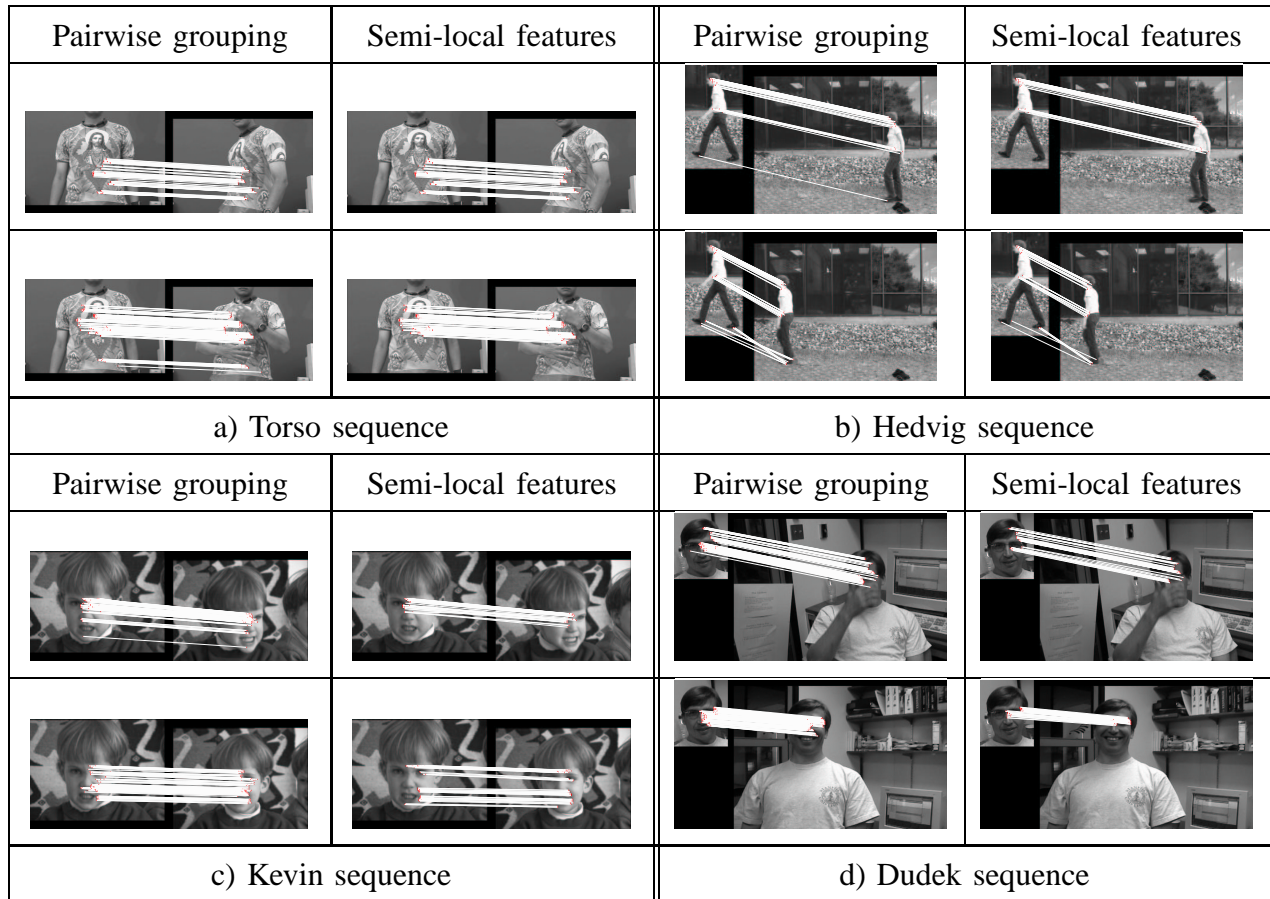 Pairwise grouping Semi-local features Pairwise grouping Semi-local features
a) Torso sequence b) Hedvig sequence
Pairwise grouping Semi-local features Pairwise grouping Semi-local features
c) Kevin sequence d) Dudek sequence